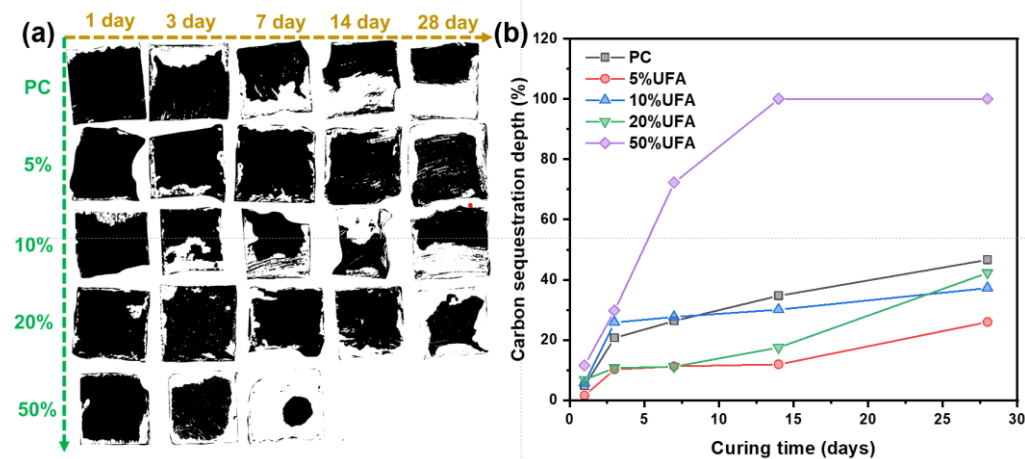 (a)
1 day 3 day 7 day 14 day 28 day
PC
5%
10%
20%
50%
(b)
Carbon sequestration depth (%)
120
100
80
60
40
20
0
PC
5%UFA
10%UFA
20%UFA
50%UFA
0 5 10 15 20 25 30
Curing time (days)